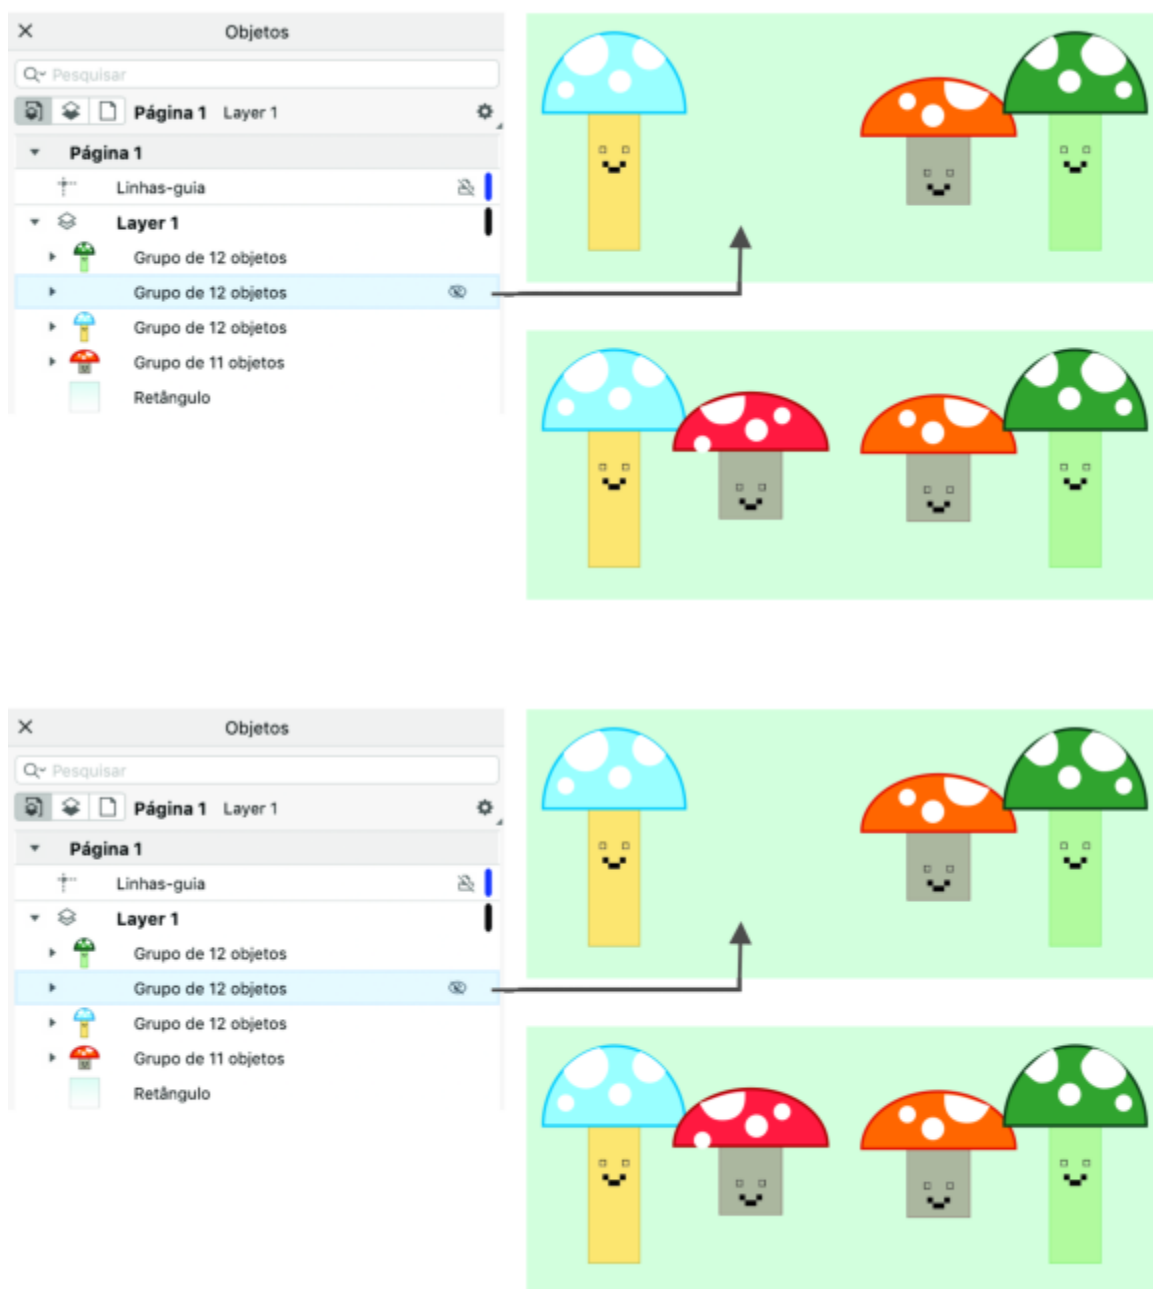 Objetos
Pesquisar
Página 1 Layer 1
Página 1
Linhas-guia
Layer 1
Grupo de 12 objetos
Grupo de 12 objetos
Grupo de 12 objetos
Grupo de 11 objetos
Retângulo
Objetos
Pesquisar
Página 1 Layer 1
Página 1
Linhas-guia
Layer 1
Grupo de 12 objetos
Grupo de 12 objetos
Grupo de 12 objetos
Grupo de 11 objetos
Retângulo